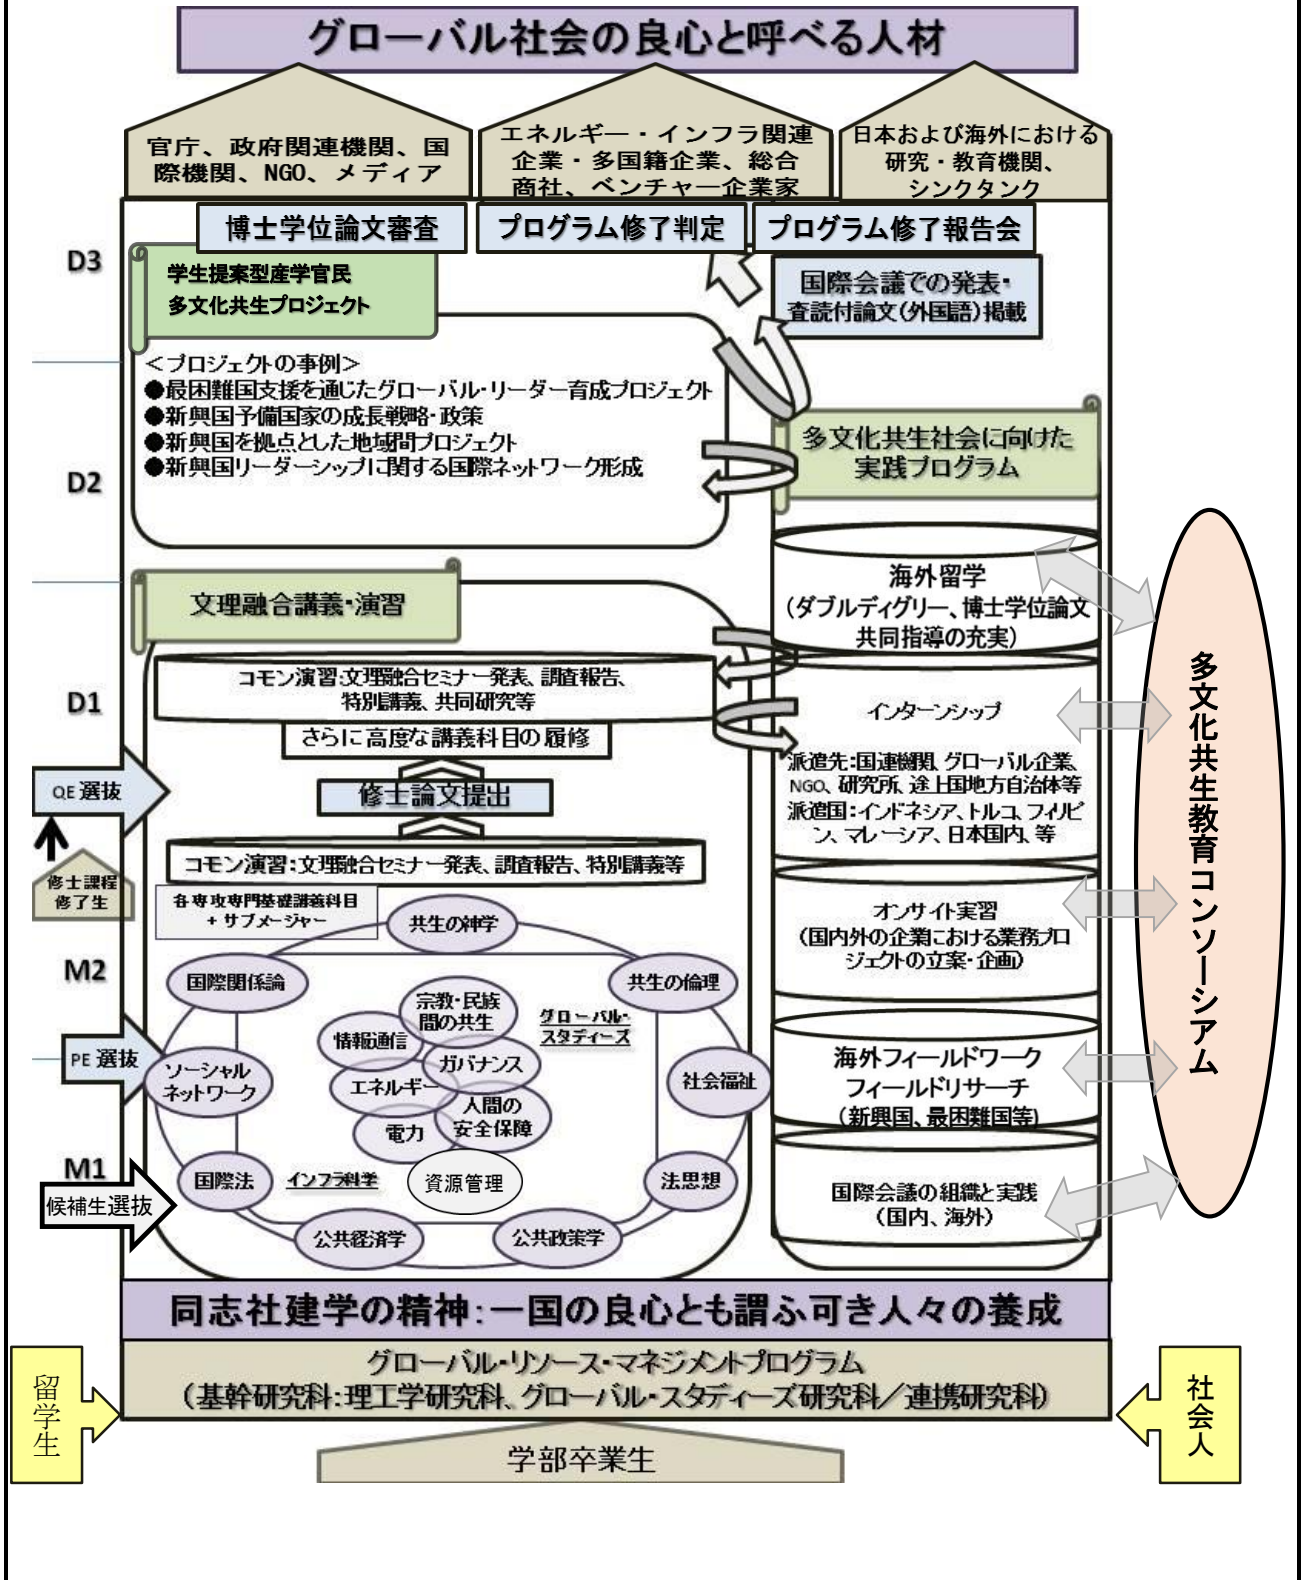 グローバル社会の良心と呼べる人材
官庁、政府関連機関、国
際機関、NGO、メディア
エネルギー・インフラ関連
企業・多国籍企業、総合
商社、ベンチャー企業家
日本および海外における
研究・教育機関、
シンクタンク
博士学位論文審査
プログラム修了判定
プログラム修了報告会
D3
学生提案型産学官民
多文化共生プロジェクト
国際会議での発表・
査読付論文(外国語)掲載
<プロジェクトの事例>
●最困難国支援を通じたグローバル・リーダー育成プロジェクト
●新興国予備国家の成長戦略・政策
●新興国を拠点とした地域間プロジェクト
●新興国リーダーシップに関する国際ネットワーク形成
D2
多文化共生社会に向けた
実践プログラム
海外留学
(ダブルディグリー、博士学位論文
共同指導の充実)
文理融合講義・演習
コモン演習:文理融合セミナー発表、調査報告、
特別講義、共同研究等
さらに高度な講義科目の履修
D1
インターンシップ
派遣先:国連機関、グローバル企業、
NGO、研究所、途上国地方自治体等
派遣国:インドネシア、トルコ、フィリピ
ン、マレーシア、日本国内、等
QE 選抜
修士論文提出
修士課程
修了生
コモン演習:文理融合セミナー発表、調査報告、特別講義等
各専攻専門基礎講義科目
+ サブメージャー
オンサイト実習
(国内外の企業における業務プロ
ジェクトの立案・企画)
多文化共生教育コンソーシアム
M2
共生の神学
国際関係論
共生の倫理
宗教・民族
間の共生
グローバル・
スタディーズ
情報通信
ガバナンス
PE 選抜
ソーシャル
ネットワーク
エネルギー
社会福祉
人間の
安全保障
電力
海外フィールドワーク
フィールドリサーチ
(新興国、最困難国等)
M1
候補生選抜
国際法
インフラ科学
資源管理
法思想
公共経済学
公共政策学
国際会議の組織と実践
(国内、海外)
同志社建学の精神:一国の良心とも謂ふ可き人々の養成
グローバル・リソース・マネジメントプログラム
(基幹研究科:理工学研究科、グローバル・スタディーズ研究科/連携研究科)
留学生
社会人
学部卒業生